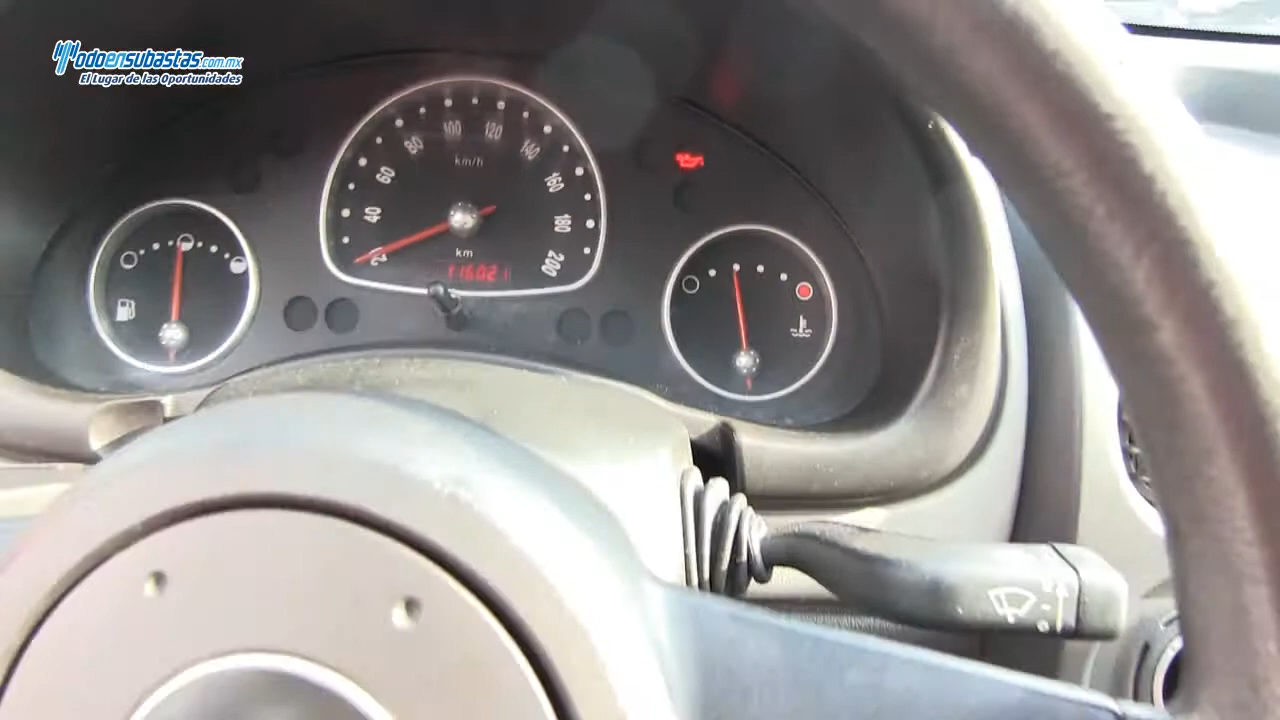 Todoensubastas.com.mx
El Lugar de las Oportunidades
20 40 60 80 100 120 140 160 180 200
km/h
km
116021